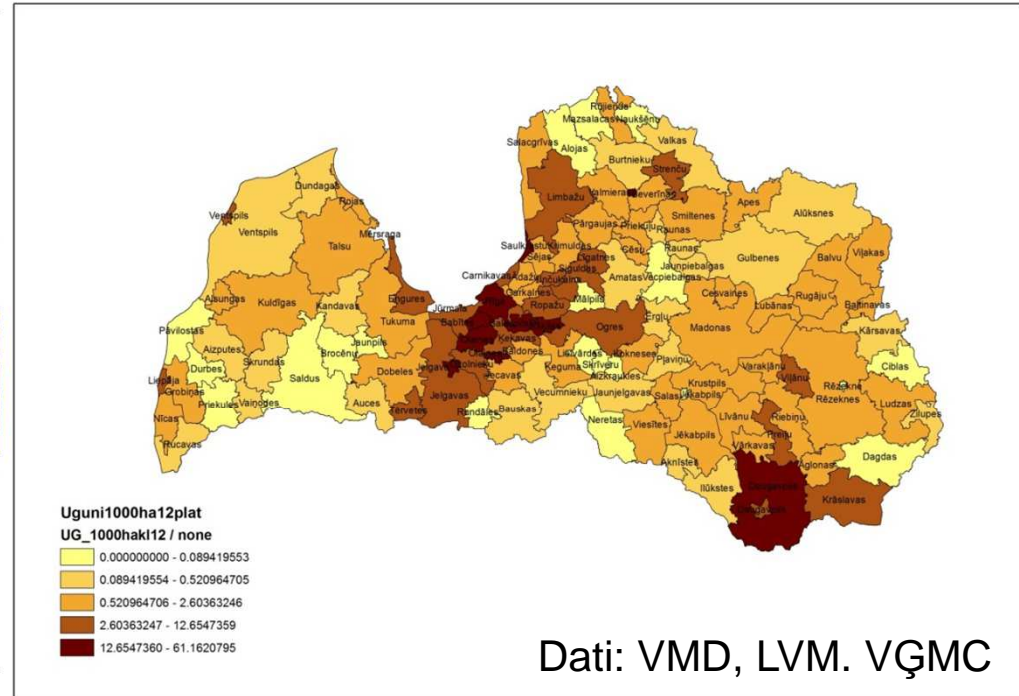 Rūjienas
Mazsalacas
Naukšēnu
Salacgrīvas
Alojas
Valkas
Burtnieku
Strenču
Dundagas
Rojas
Limbažu
Valmieras
Beverīnas
Apes
Alūksnes
Smiltenes
Ventspils
Ventspils
Mērsraga
Pārgaujas
Priekuļu
Raunas
Talsu
Saulkrastu
Krimuldas
Raunas
Gulbenes
Balvu
Viļakas
Sējas
Līgatnes
Cēsu
Jaunpiebalgas
Carnikavas
Ādažu
Siguldas
Amatas
Vecpiebalgas
Inčukalna
Alsungas
Kuldīgas
Kandavas
Engures
Jūrmala
Garkalnes
Mālpils
Cesvaines
Lubānas
Rugāju
Baltinavas
Ropažu
Pāvilostas
Tukuma
Babītes
Ogres
Ērgļu
Madonas
Kārsavas
Aizputes
Jaunpils
Ķekavas
Skrundas
Brocēnu
Baldones
Lielvārdes
Kokneses
Pļaviņu
Varakļānu
Ciblas
Durbes
Saldus
Dobeles
Ķeguma
Skrīveru
Viļānu
Liepāja
Grobiņas
Iecavas
Aizkraukles
Krustpils
Rēzekne
Priekules
Vaiņodes
Auces
Jelgavas
Vecumnieku
Jaunjelgavas
Salas
Jēkabpils
Rēzeknes
Ludzas
Zilupes
Nīcas
Tērvetes
Rundāles
Bauskas
Līvānu
Riebiņu
Rucavas
Neretas
Viesītes
Jēkabpils
Preiļu
Vārkavas
Aknīstes
Aglonas
Dagdas
Ilūkstes
Krāslavas
Uguni1000ha12plat
UG_1000hakl12 / none
0.000000000 - 0.089419553
0.089419554 - 0.520964705
0.520964706 - 2.60363246
2.60363247 - 12.6547359
12.6547360 - 61.1620795
Dati: VMD, LVM. VĢMC